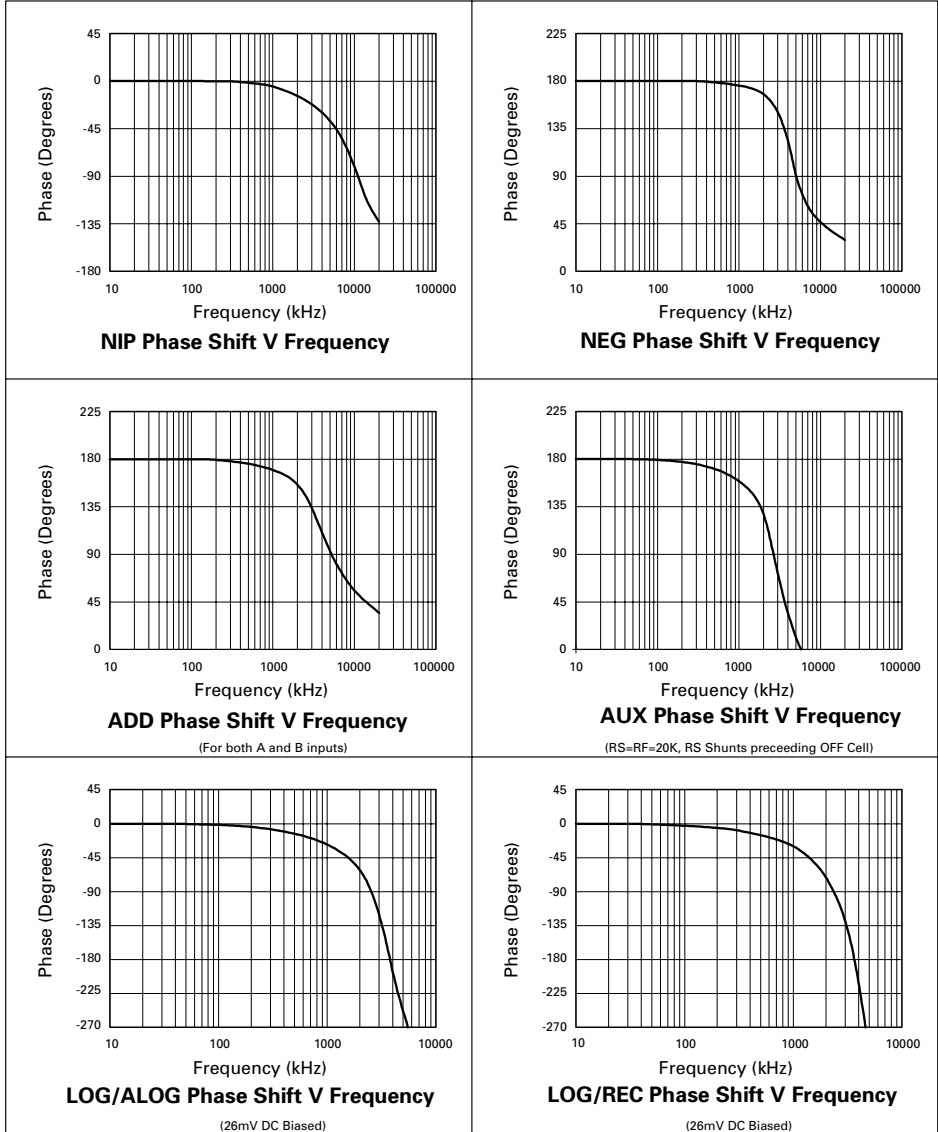 45
0
-45
-90
-135
-180
Phase (Degrees)
10 100 1000 10000 100000
Frequency (kHz)
NIP Phase Shift V Frequency
225
180
135
90
45
0
Phase (Degrees)
10 100 1000 10000 100000
Frequency (kHz)
NEG Phase Shift V Frequency
225
180
135
90
45
0
Phase (Degrees)
10 100 1000 10000 100000
Frequency (kHz)
ADD Phase Shift V Frequency
(For both A and B inputs)
225
180
135
90
45
0
Phase (Degrees)
10 100 1000 10000 100000
Frequency (kHz)
AUX Phase Shift V Frequency
(RS=RF=20K, RS Shunts preceeding OFF Cell)
45
0
-45
-90
-135
-180
-225
-270
Phase (Degrees)
10 100 1000 10000
Frequency (kHz)
LOG/ALOG Phase Shift V Frequency
(26mV DC Biased)
45
0
-45
-90
-135
-180
-225
-270
Phase (Degrees)
10 100 1000 10000
Frequency (kHz)
LOG/REC Phase Shift V Frequency
(26mV DC Biased)